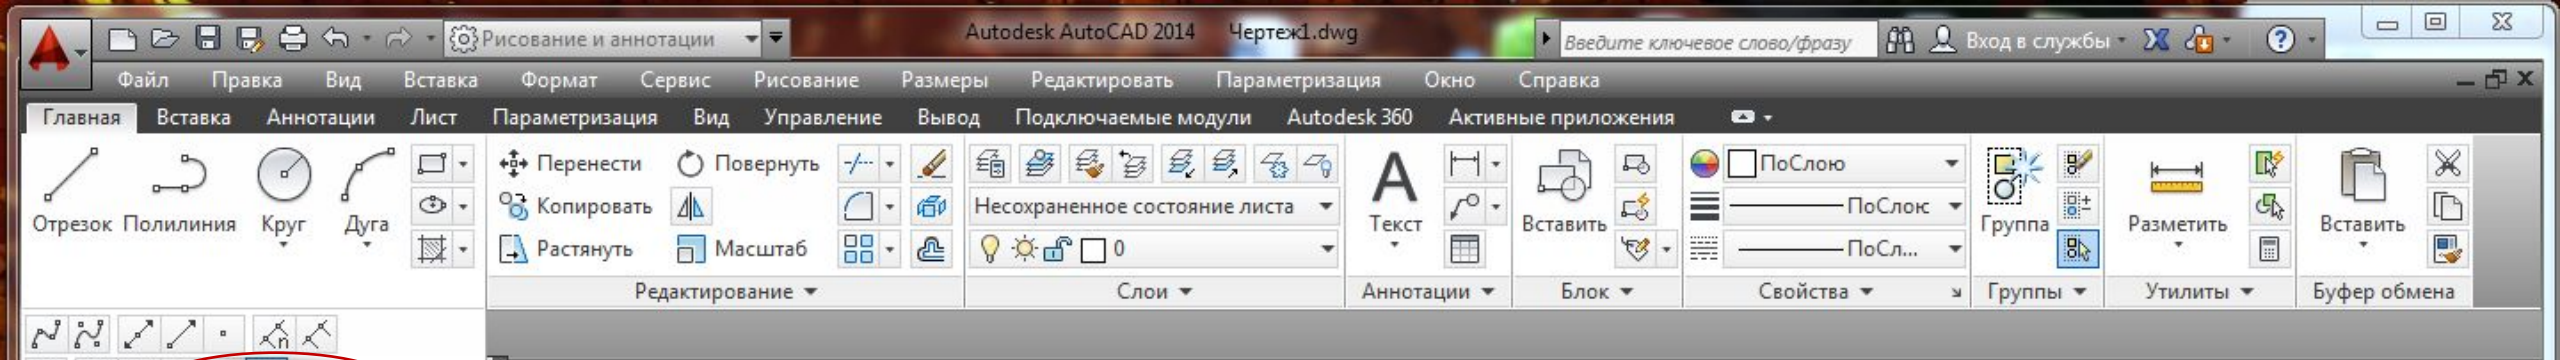 Рисование и аннотации Autodesk AutoCAD 2014 Чертеж1.dwg Введите ключевое слово/фразу Вход в службы
Файл Правка Вид Вставка Формат Сервис Рисование Размеры Редактировать Параметризация Окно Справка
Главная Вставка Аннотации Лист Параметризация Вид Управление Вывод Подключаемые модули Autodesk 360 Активные приложения
Перенести Повернуть ПоСлою
Отрезок Полилиния Круг Дуга Копировать Несохраненное состояние листа Текст Вставить ПоСлою Группа Разметить Вставить
Растянуть Масштаб 0 ПоСл...
Редактирование Слои Аннотации Блок Свойства Группы Утилиты Буфер обмена